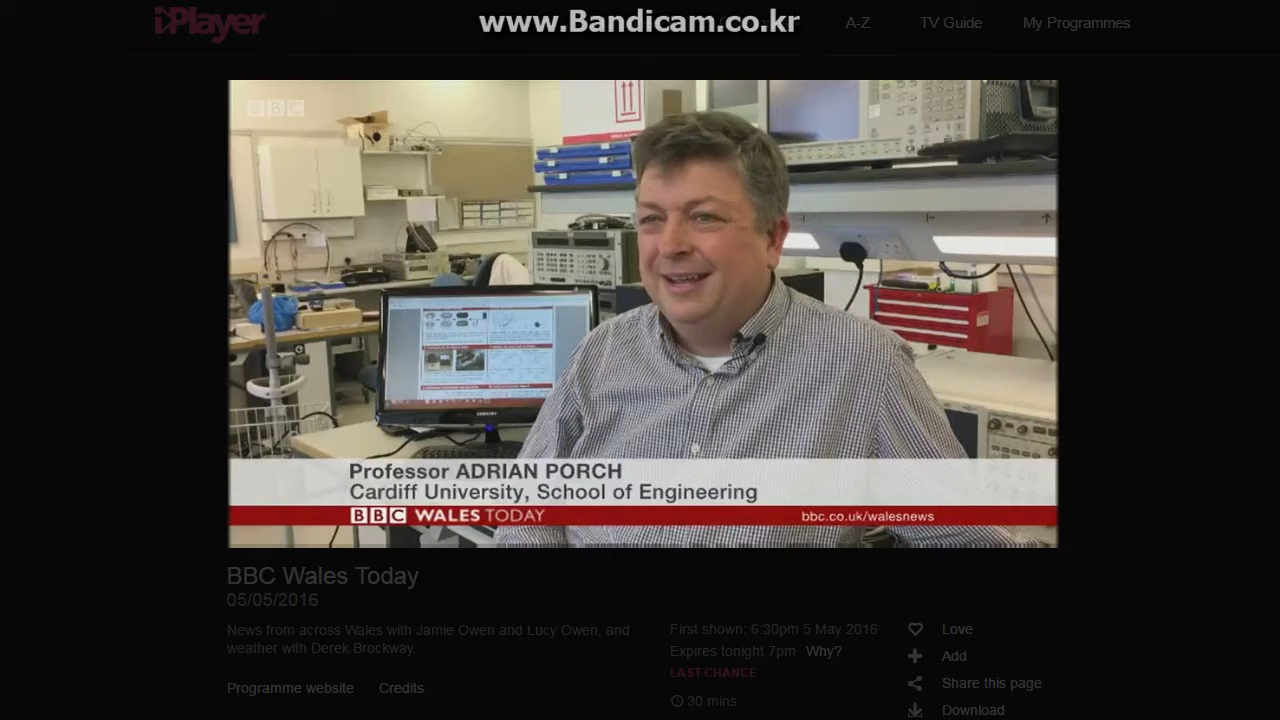 iPlayer
www.Bandicam.co.kr
A-Z
TV Guide
My Programmes
BBC
SAMSUNG
Professor ADRIAN PORCH
Cardiff University, School of Engineering
BBC WALES TODAY
bbc.co.uk/walesnews
BBC Wales Today
05/05/2016
News from across Wales with Jamie Owen and Lucy Owen, and
weather with Derek Brockway.
Programme website
Credits
First shown: 6:30pm 5 May 2016
Expires tonight 7pm Why?
LAST CHANCE
30 mins
Love
Add
Share this page
Download